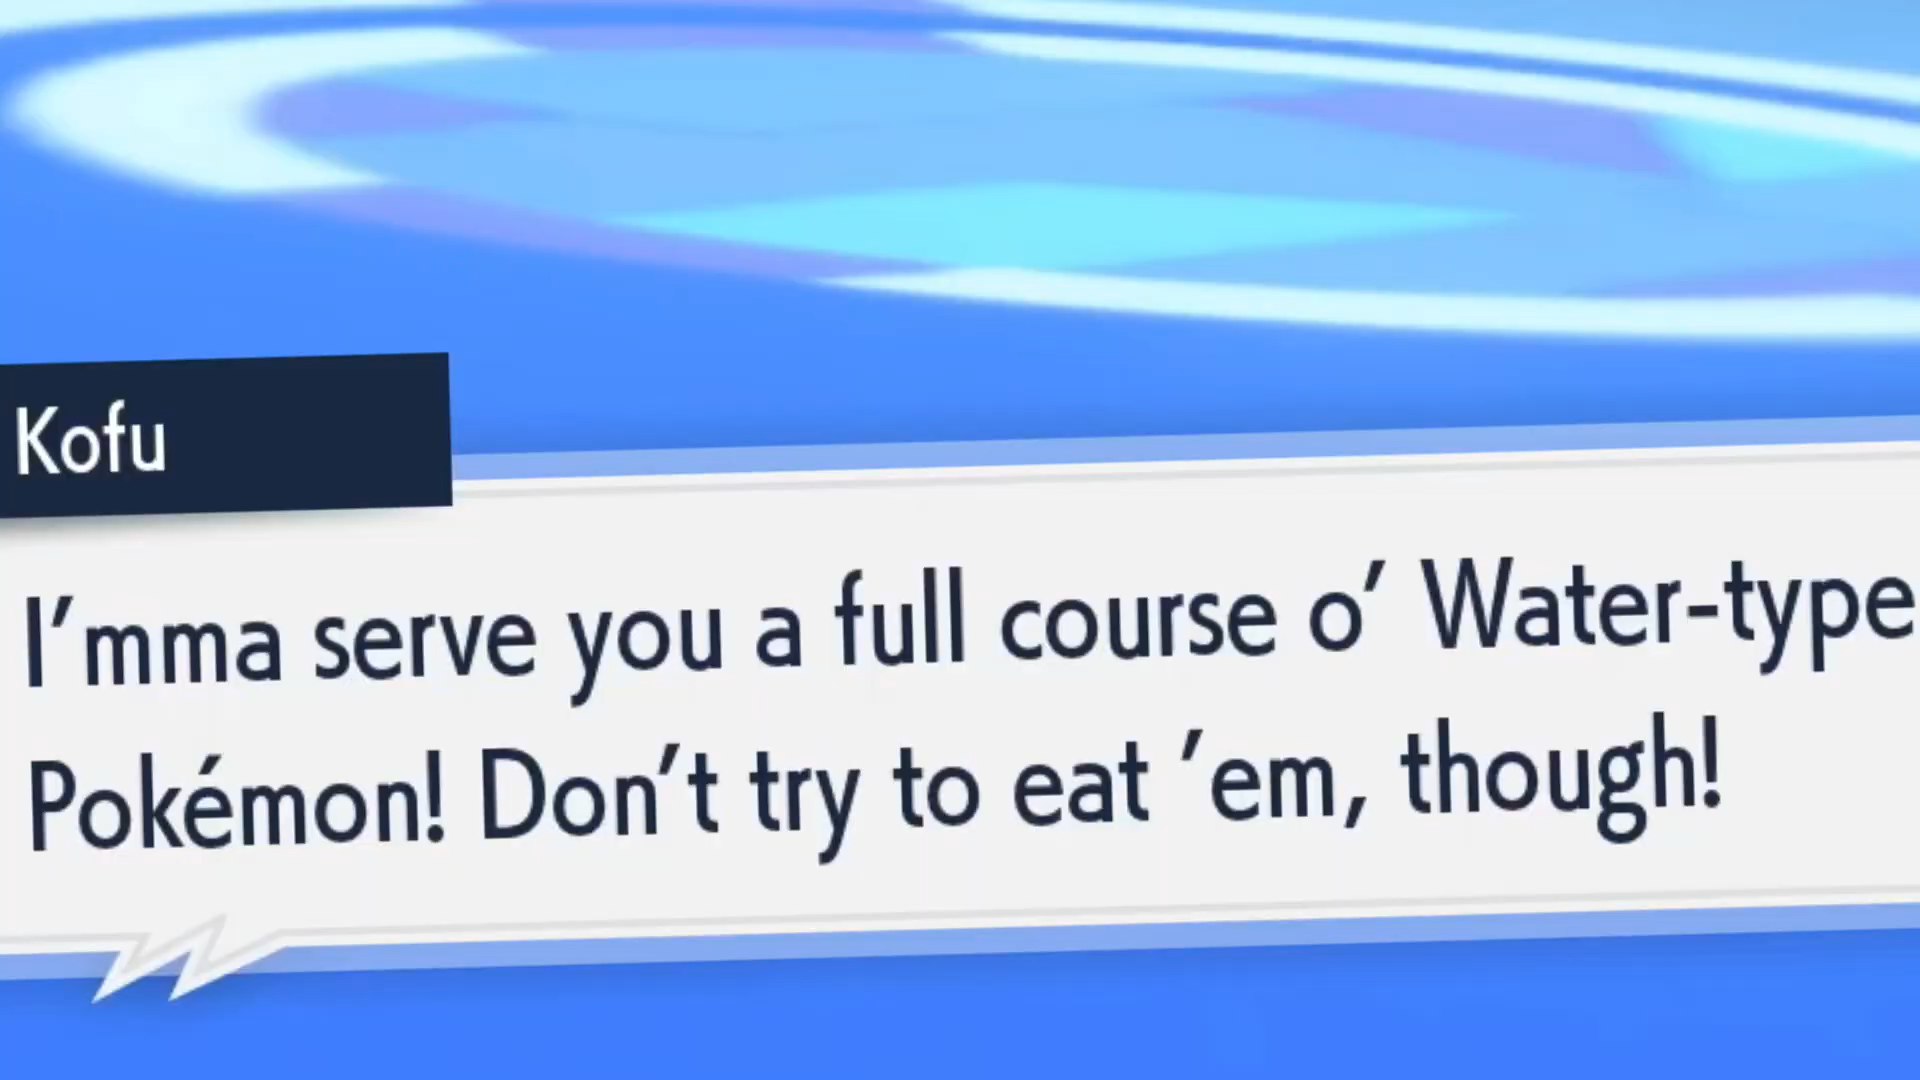 Kofu
I'mma serve you a full course o' Water-type
Pokémon! Don't try to eat 'em, though!